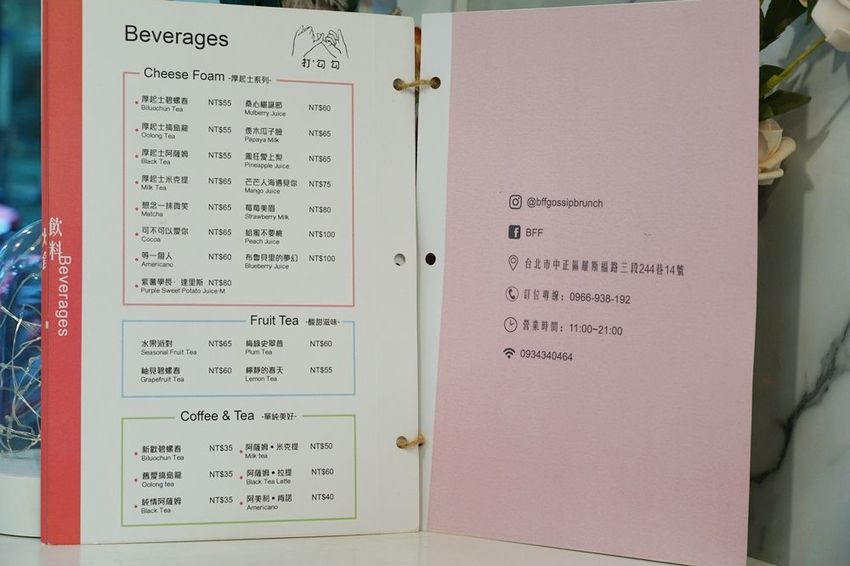 Beverages
打·勾勾
Cheese Foam -厚起士系列-
厚起士碧螺春 NT$55
Biluochun Tea
厚起士搞烏龍 NT$55
Oolong Tea
厚起士阿薩姆 NT$55
Black Tea
厚起士米克提 NT$65
Milk Tea
想念一抹微笑 NT$65
Matcha
可不可以愛你 NT$65
Cocoa
等一個人 NT$60
Americano
紫薯學長·達里斯 NT$80
Purple Sweet Potato Juice M
桑心耀誕節 NT$60
Mulberry Juice
羨木瓜子臉 NT$65
Papaya Milk
鳳狂愛上梨 NT$65
Pineapple Juice
芒芒人海遇見你 NT$75
Mango Juice
莓莓美眉 NT$80
Strawberry Milk
給蜜不要桃 NT$100
Peach Juice
布魯貝里的夢幻 NT$100
Blueberry Juice
Fruit Tea -酸甜滋味-
水果派對 NT$65
Seasonal Fruit Tea
柚見碧螺春 NT$60
Grapefruit Tea
梅綠史翠普 NT$60
Plum Tea
檸靜的春天 NT$55
Lemon Tea
Coffee & Tea -單純美好-
新歡碧螺春 NT$35
Biluochun Tea
舊愛搞烏龍 NT$35
Oolong tea
純情阿薩姆 NT$35
Black Tea
阿薩姆•米克提 NT$50
Milk tea
阿薩姆•拉提 NT$60
Black Tea Latte
阿美利•肯諾 NT$40
Americano
飲料
Beverages
@bffgossipbrunch
BFF
台北市中正區羅斯福路三段244巷14號
訂位專線：0966-938-192
營業時間：11:00~21:00
0934340464